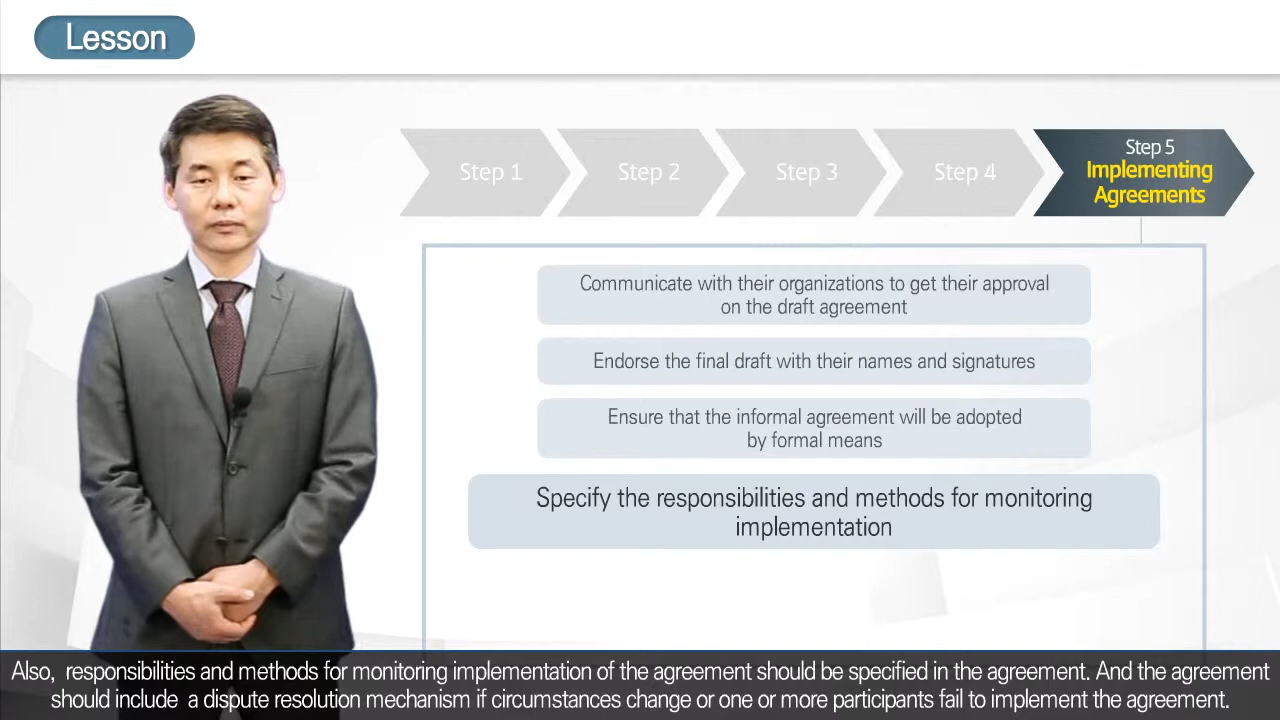 Lesson
Step 1
Step 2
Step 3
Step 4
Step 5
Implementing
Agreements
Communicate with their organizations to get their approval
on the draft agreement
Endorse the final draft with their names and signatures
Ensure that the informal agreement will be adopted
by formal means
Specify the responsibilities and methods for monitoring
implementation
Also, responsibilities and methods for monitoring implementation of the agreement should be specified in the agreement. And the agreement
should include a dispute resolution mechanism if circumstances change or one or more participants fail to implement the agreement.